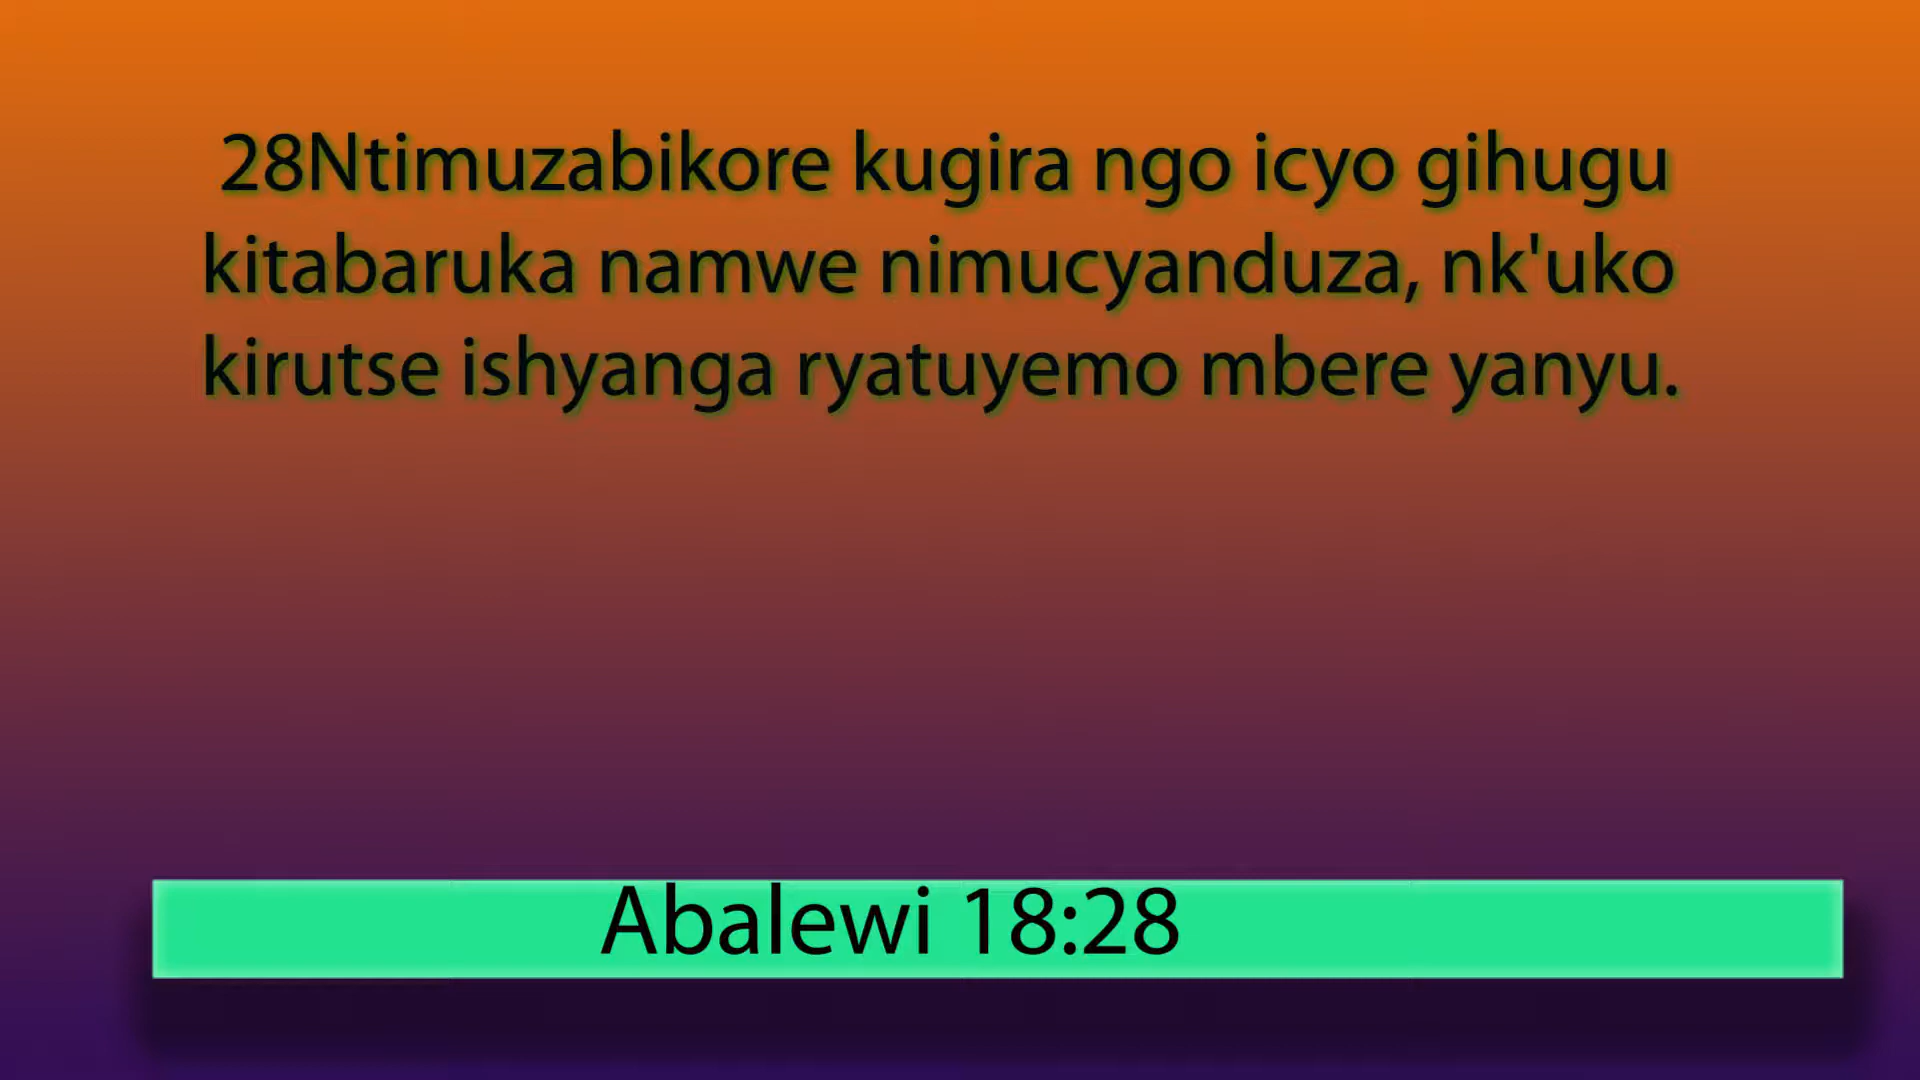 28Ntimuzabikore kugira ngo icyo gihugu
kitabaruka namwe nimucyanduza, nk'uko
kirutse ishyanga ryatuyemo mbere yanyu.
Abalewi 18:28